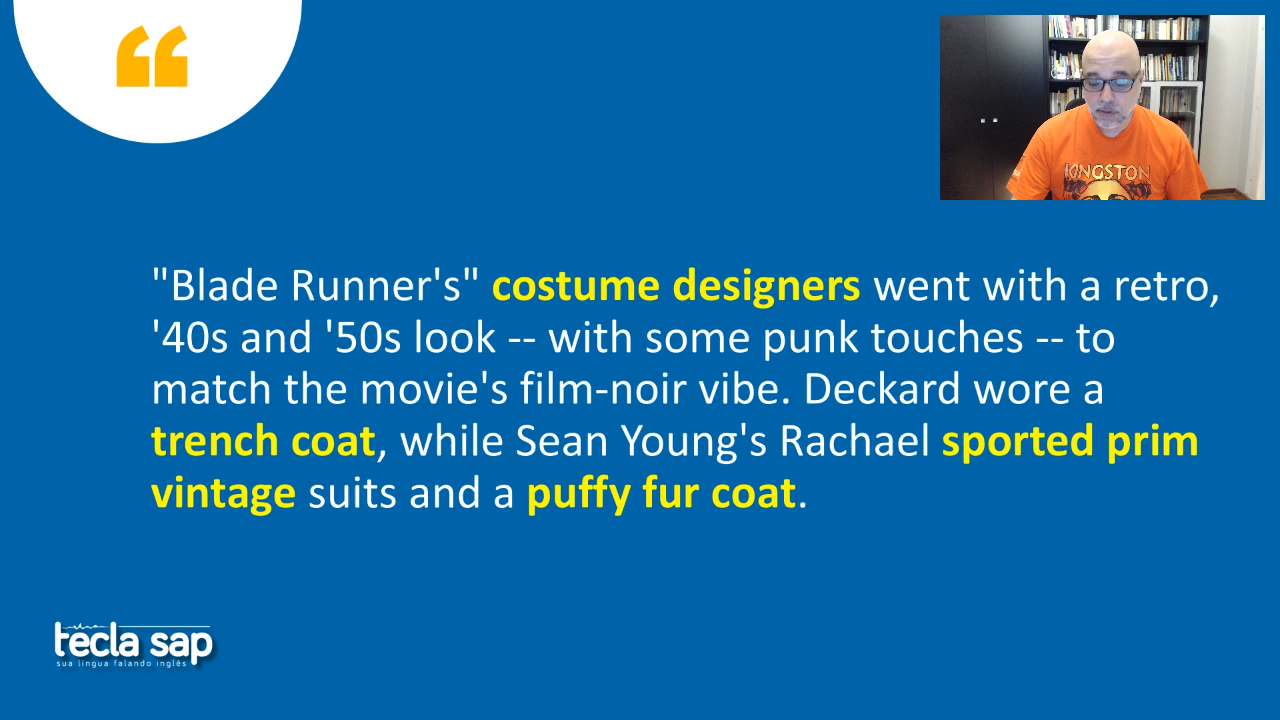 “
KINGSTON
"Blade Runner's" costume designers went with a retro,
'40s and '50s look -- with some punk touches -- to
match the movie's film-noir vibe. Deckard wore a
trench coat, while Sean Young's Rachael sported prim
vintage suits and a puffy fur coat.
tecla sap
sua língua falando inglês